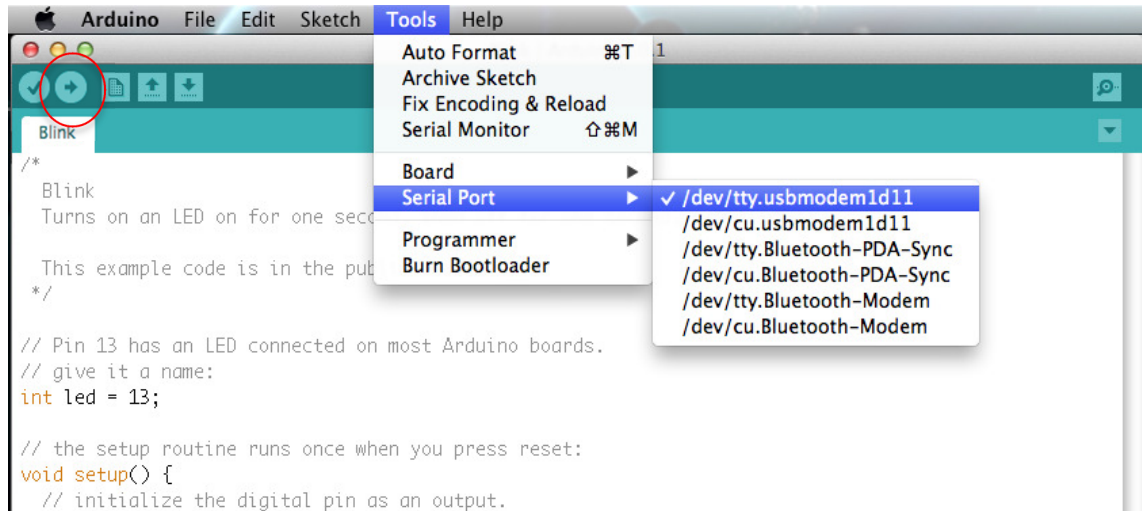 Arduino File Edit Sketch Tools Help
.1
Auto Format ⌘T
Archive Sketch
Fix Encoding & Reload
Serial Monitor ⇧⌘M
Board
Serial Port
Programmer
Burn Bootloader
✓ /dev/tty.usbmodem1d11
/dev/cu.usbmodem1d11
/dev/tty.Bluetooth-PDA-Sync
/dev/cu.Bluetooth-PDA-Sync
/dev/tty.Bluetooth-Modem
/dev/cu.Bluetooth-Modem
Blink
/*
Blink
Turns on an LED on for one
This example code is in the
*/
// Pin 13 has an LED connected on most Arduino boards.
// give it a name:
int led = 13;
// the setup routine runs once when you press reset:
void setup() {
// initialize the digital pin as an output.